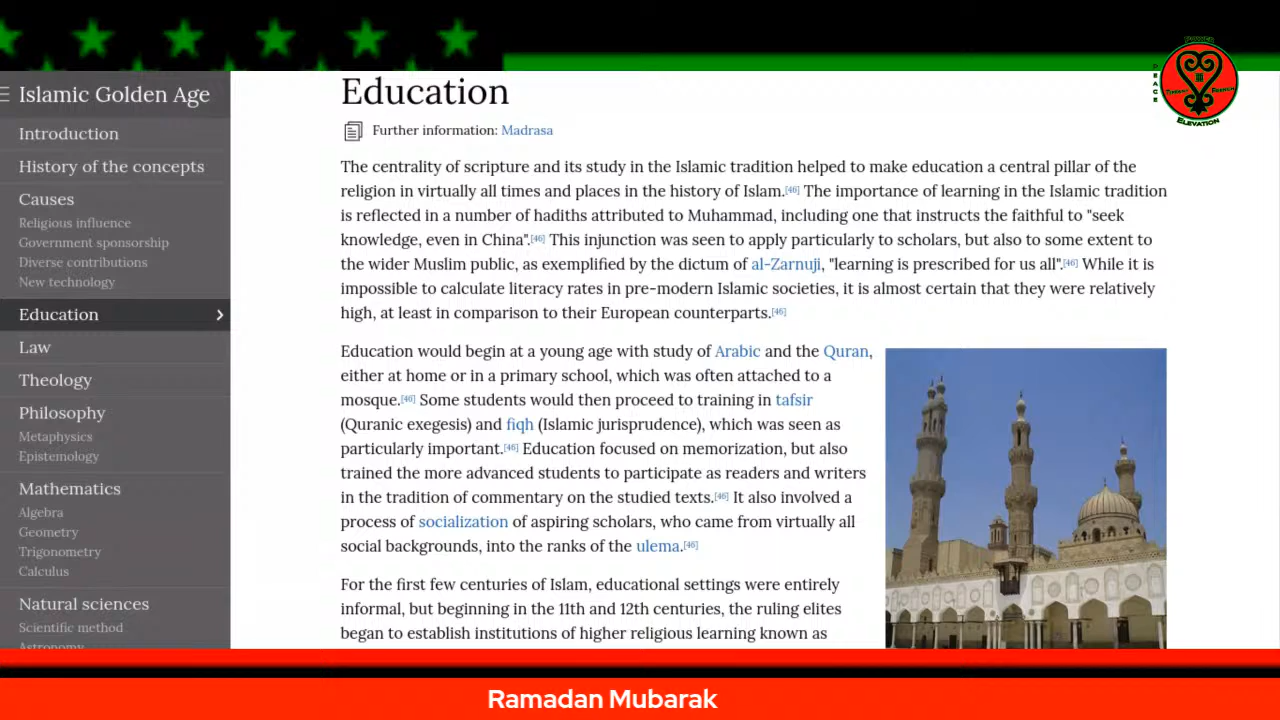 Islamic Golden Age
Introduction
History of the concepts
Causes
Religious influence
Government sponsorship
Diverse contributions
New technology
Education
Law
Theology
Philosophy
Metaphysics
Epistemology
Mathematics
Algebra
Geometry
Trigonometry
Calculus
Natural sciences
Scientific method
Astronomy
Education
Further information: Madrasa
The centrality of scripture and its study in the Islamic tradition helped to make education a central pillar of the
religion in virtually all times and places in the history of Islam.[46] The importance of learning in the Islamic tradition
is reflected in a number of hadiths attributed to Muhammad, including one that instructs the faithful to "seek
knowledge, even in China".[46] This injunction was seen to apply particularly to scholars, but also to some extent to
the wider Muslim public, as exemplified by the dictum of al-Zarnuji, "learning is prescribed for us all".[46] While it is
impossible to calculate literacy rates in pre-modern Islamic societies, it is almost certain that they were relatively
high, at least in comparison to their European counterparts.[46]
Education would begin at a young age with study of Arabic and the Quran,
either at home or in a primary school, which was often attached to a
mosque.[46] Some students would then proceed to training in tafsir
(Quranic exegesis) and fiqh (Islamic jurisprudence), which was seen as
particularly important.[46] Education focused on memorization, but also
trained the more advanced students to participate as readers and writers
in the tradition of commentary on the studied texts.[46] It also involved a
process of socialization of aspiring scholars, who came from virtually all
social backgrounds, into the ranks of the ulema.[46]
For the first few centuries of Islam, educational settings were entirely
informal, but beginning in the 11th and 12th centuries, the ruling elites
began to establish institutions of higher religious learning known as
POWER
PEACE
ELEVATION
Ramadan Mubarak